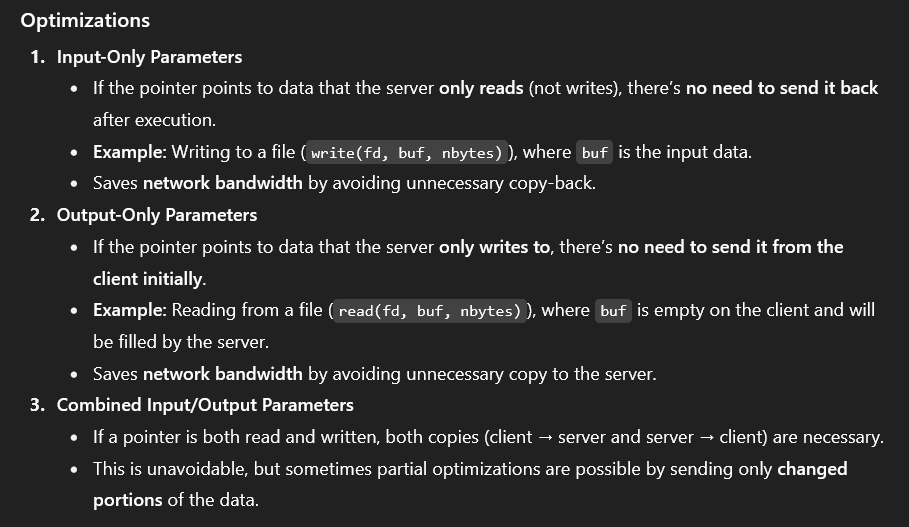 Optimizations
1. Input-Only Parameters
• If the pointer points to data that the server only reads (not writes), there’s no need to send it back
after execution.
• Example: Writing to a file ( write(fd, buf, nbytes) ), where buf is the input data.
• Saves network bandwidth by avoiding unnecessary copy-back.
2. Output-Only Parameters
• If the pointer points to data that the server only writes to, there’s no need to send it from the
client initially.
• Example: Reading from a file ( read(fd, buf, nbytes) ), where buf is empty on the client and will
be filled by the server.
• Saves network bandwidth by avoiding unnecessary copy to the server.
3. Combined Input/Output Parameters
• If a pointer is both read and written, both copies (client → server and server → client) are necessary.
• This is unavoidable, but sometimes partial optimizations are possible by sending only changed
portions of the data.